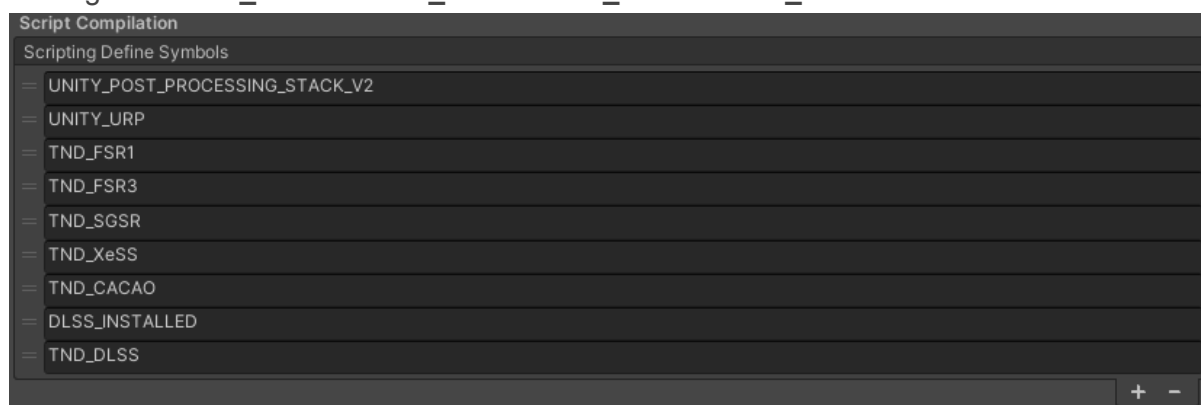 Script Compilation
Scripting Define Symbols
UNITY_POST_PROCESSING_STACK_V2
UNITY_URP
TND_FSR1
TND_FSR3
TND_SGSR
TND_XeSS
TND_CACAO
DLSS_INSTALLED
TND_DLSS
+ -